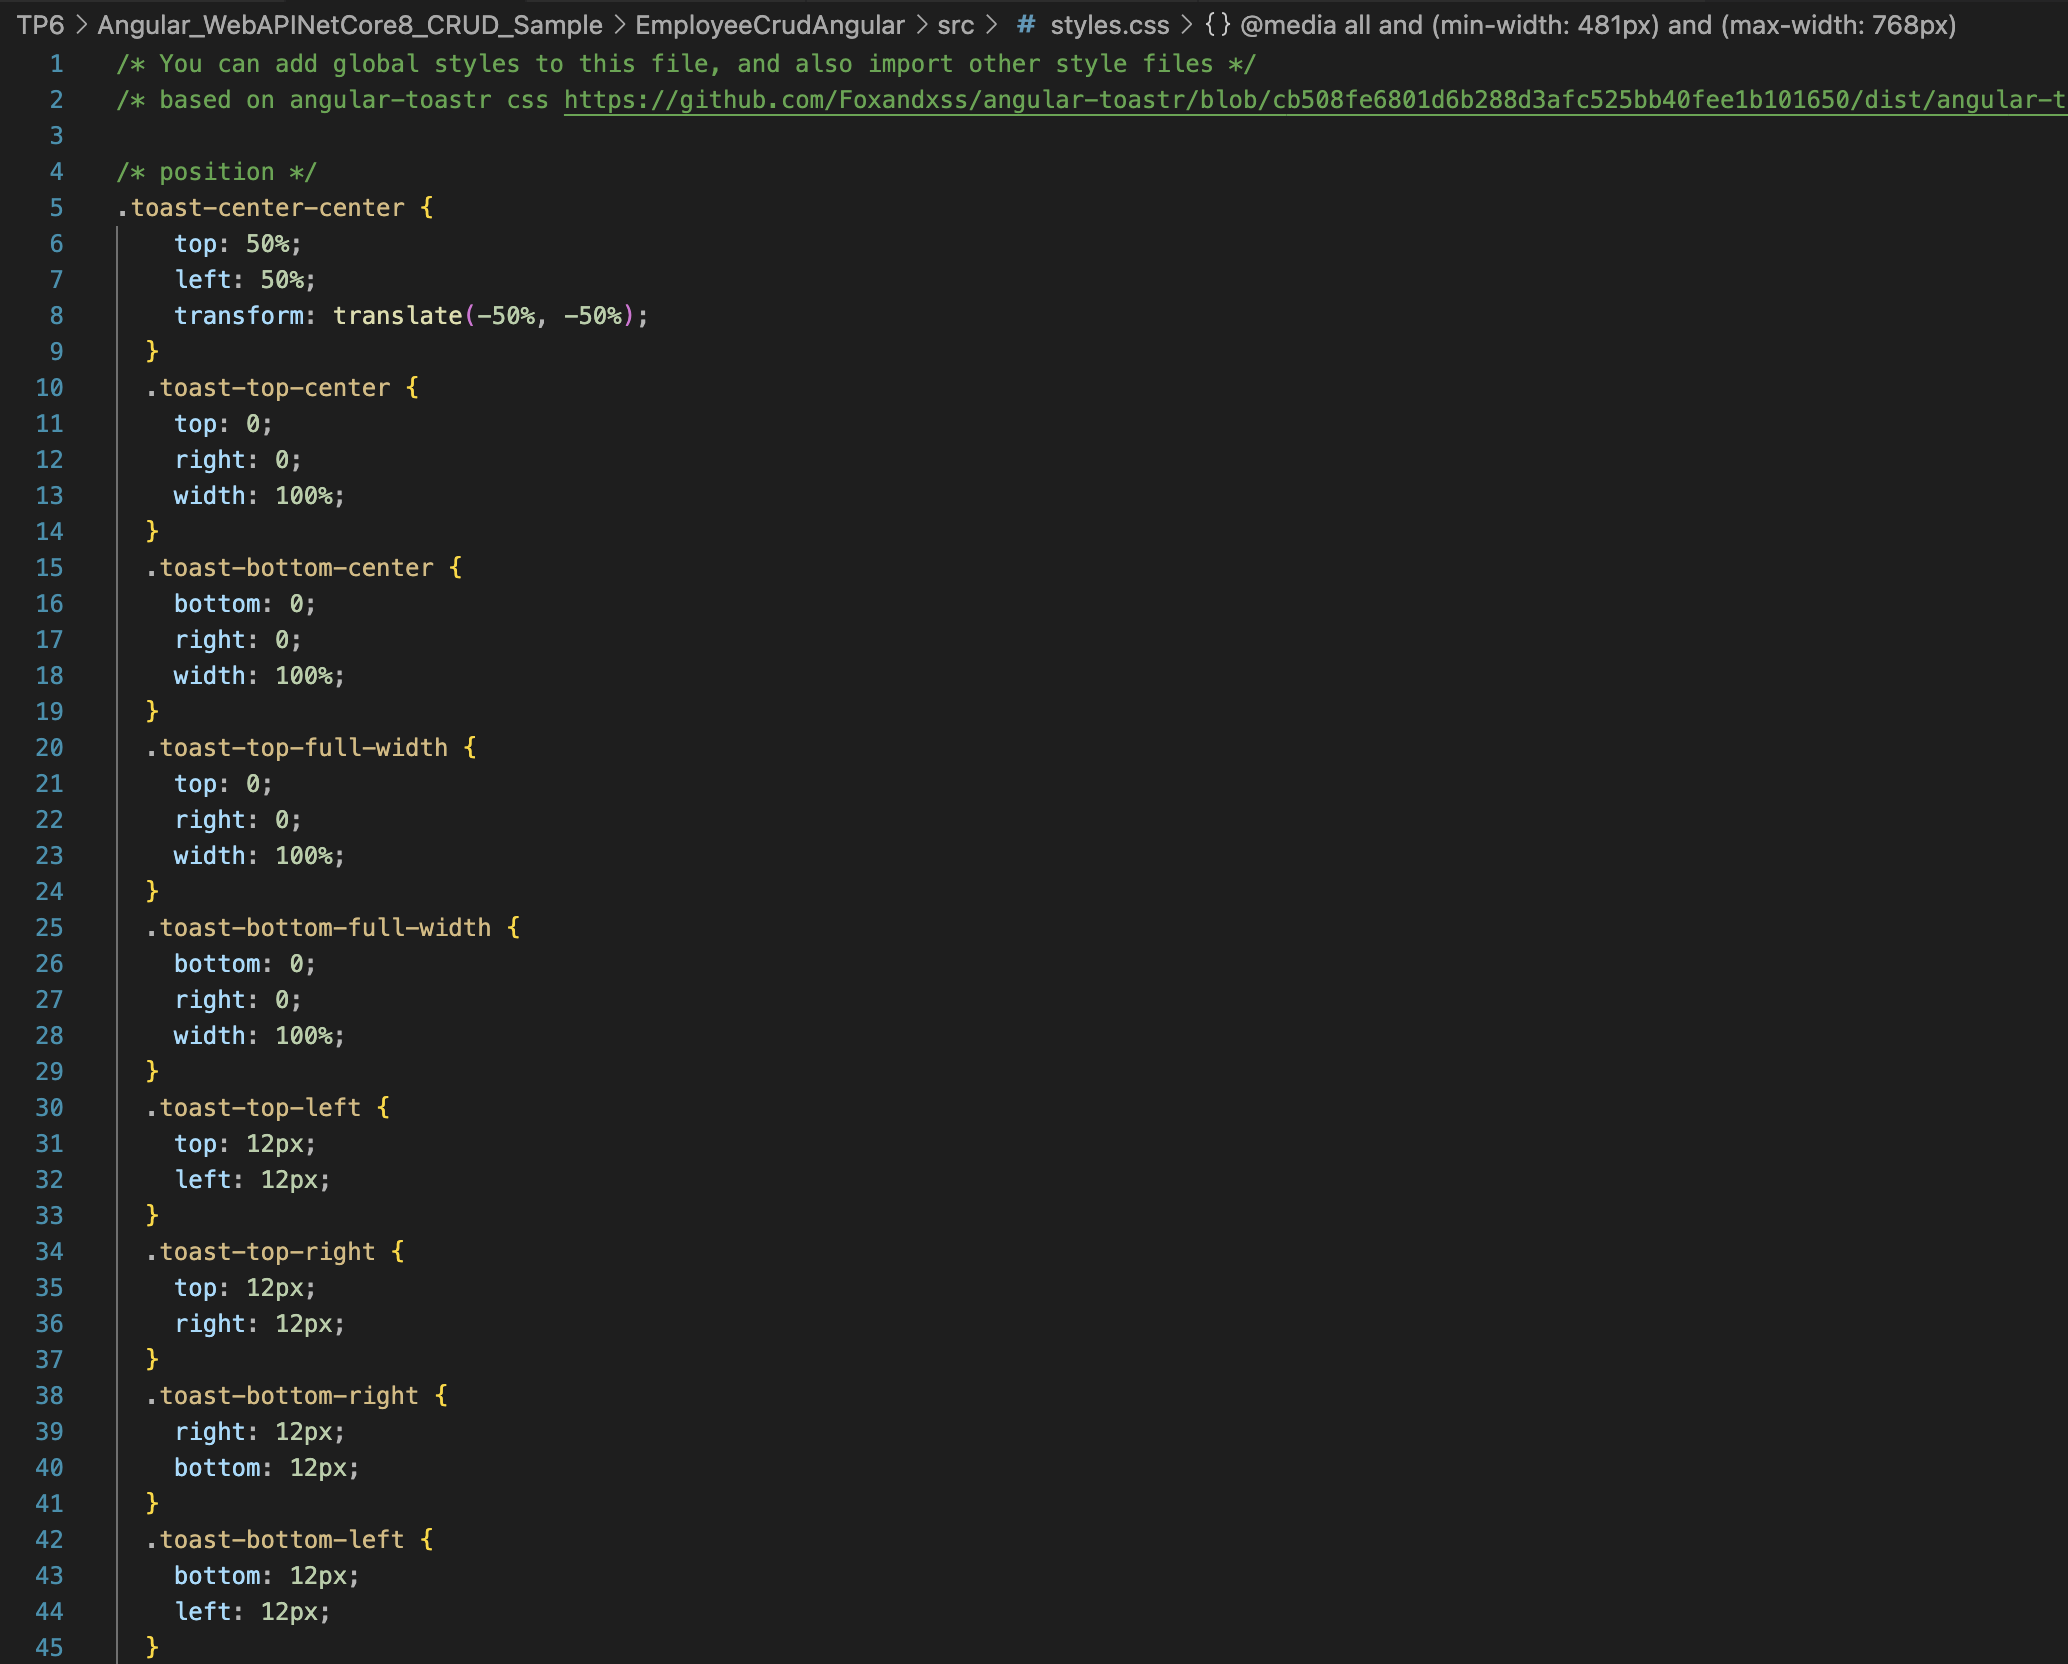 TP6 > Angular_WebAPINetCore8_CRUD_Sample > EmployeeCrudAngular > src > # styles.css > {} @media all and (min-width: 481px) and (max-width: 768px)
1 /* You can add global styles to this file, and also import other style files */
2 /* based on angular-toastr css https://github.com/Foxandxss/angular-toastr/blob/cb508fe6801d6b288d3afc525bb40fee1b101650/dist/angular-t
3
4 /* position */
5 .toast-center-center {
6 top: 50%;
7 left: 50%;
8 transform: translate(-50%, -50%);
9 }
10 .toast-top-center {
11 top: 0;
12 right: 0;
13 width: 100%;
14 }
15 .toast-bottom-center {
16 bottom: 0;
17 right: 0;
18 width: 100%;
19 }
20 .toast-top-full-width {
21 top: 0;
22 right: 0;
23 width: 100%;
24 }
25 .toast-bottom-full-width {
26 bottom: 0;
27 right: 0;
28 width: 100%;
29 }
30 .toast-top-left {
31 top: 12px;
32 left: 12px;
33 }
34 .toast-top-right {
35 top: 12px;
36 right: 12px;
37 }
38 .toast-bottom-right {
39 right: 12px;
40 bottom: 12px;
41 }
42 .toast-bottom-left {
43 bottom: 12px;
44 left: 12px;
45 }